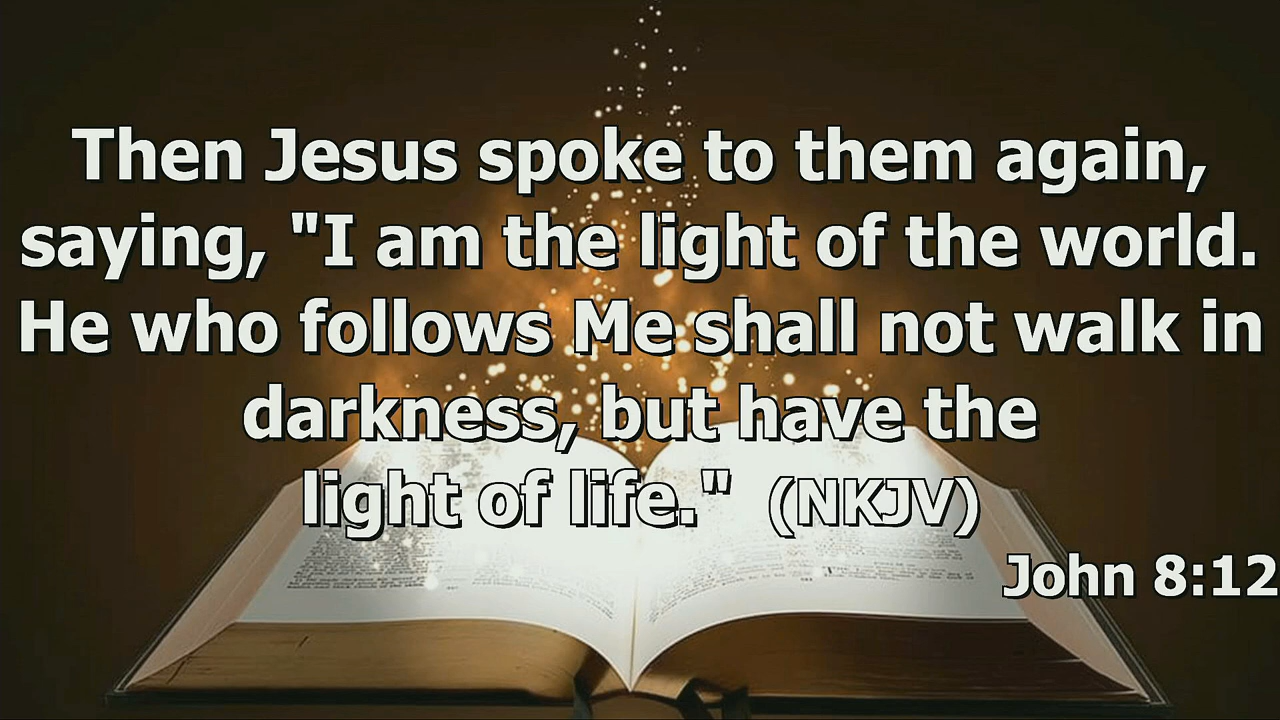 Then Jesus spoke to them again,
saying, "I am the light of the world.
He who follows Me shall not walk in
darkness, but have the
light of life." (NKJV)
John 8:12